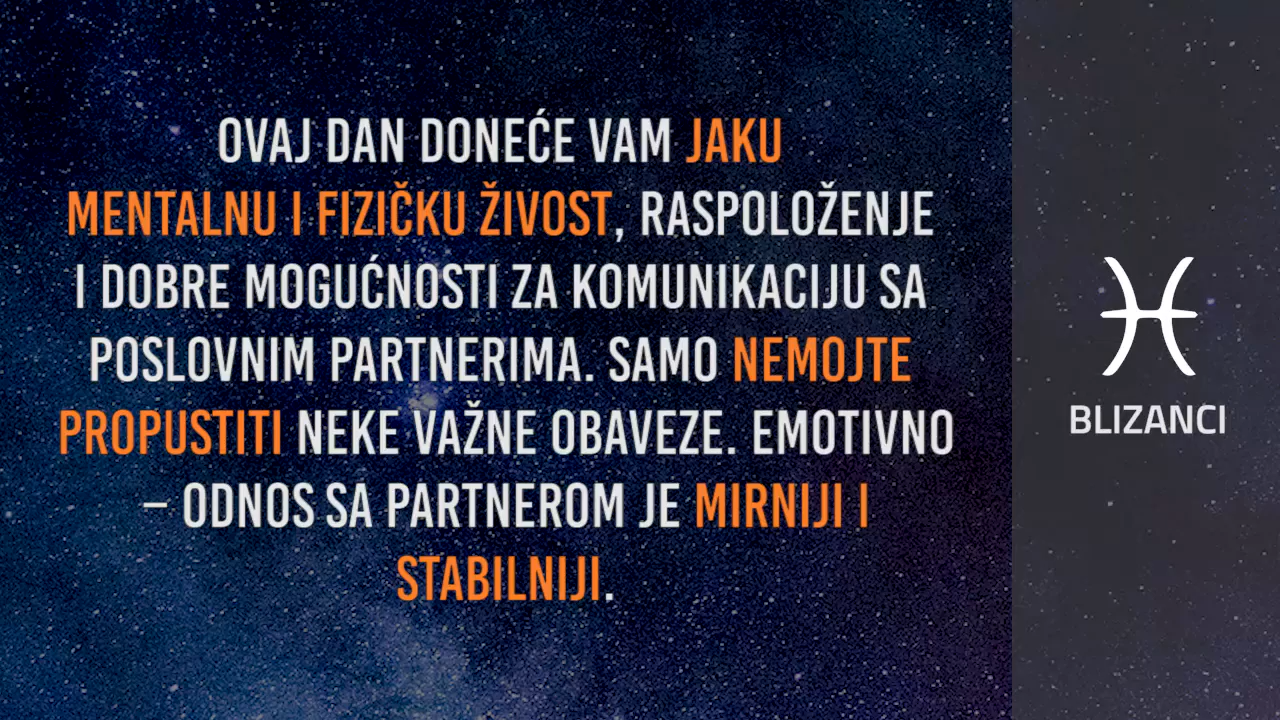 OVAJ DAN DONEĆE VAM JAKU
MENTALNU I FIZIČKU ŽIVOST, RASPOLOŽENJE
I DOBRE MOGUĆNOSTI ZA KOMUNIKACIJU SA
POSLOVNIM PARTNERIMA. SAMO NEMOJTE
PROPUSTITI NEKE VAŽNE OBAVEZE. EMOTIVNO
– ODNOS SA PARTNEROM JE MIRNIJI I
STABILNIJI.
BLIZANCI